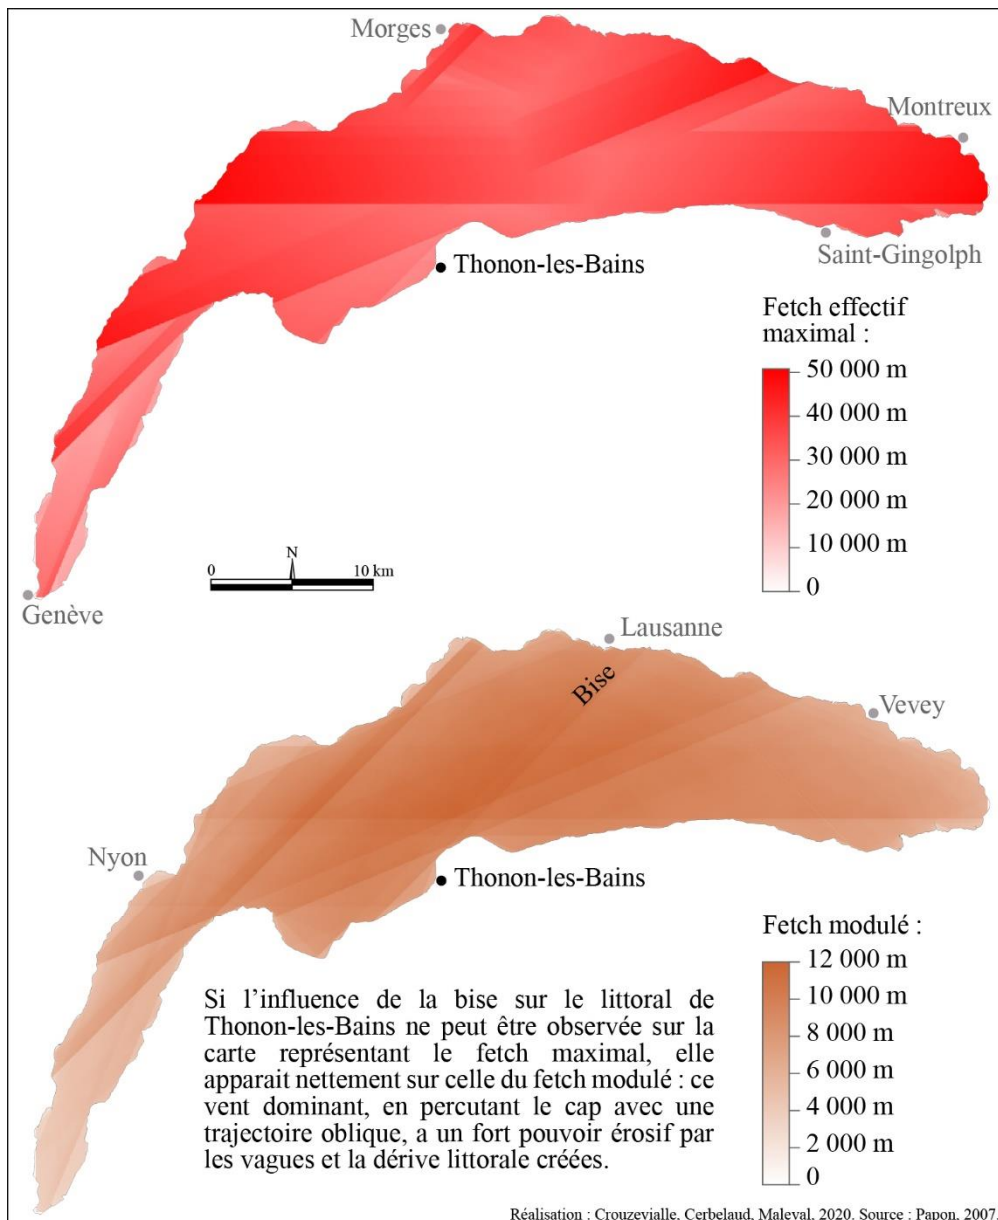 Morges
Montreux
Saint-Gingolph
Thonon-les-Bains
Fetch effectif
maximal :
50 000 m
40 000 m
30 000 m
20 000 m
10 000 m
0
N
0 10 km
Genève
Lausanne
Bise
Vevey
Nyon
Thonon-les-Bains
Fetch modulé :
12 000 m
10 000 m
8 000 m
6 000 m
4 000 m
2 000 m
0
Si l’influence de la bise sur le littoral de
Thonon-les-Bains ne peut être observée sur la
carte représentant le fetch maximal, elle
apparait nettement sur celle du fetch modulé : ce
vent dominant, en percutant le cap avec une
trajectoire oblique, a un fort pouvoir érosif par
les vagues et la dérive littorale créées.
Réalisation : Crouzevialle, Cerbelaud, Maleval, 2020. Source : Papon, 2007.